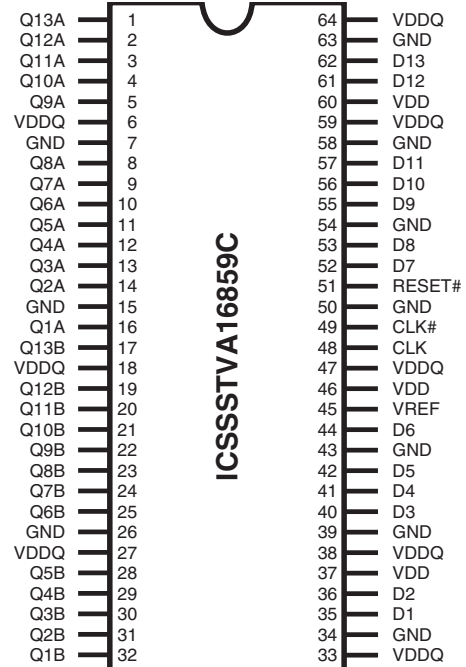 Q13A 1 64 VDDQ
Q12A 2 63 GND
Q11A 3 62 D13
Q10A 4 61 D12
Q9A 5 60 VDD
VDDQ 6 59 VDDQ
GND 7 58 GND
Q8A 8 57 D11
Q7A 9 56 D10
Q6A 10 55 D9
Q5A 11 54 GND
Q4A 12 53 D8
Q3A 13 52 D7
Q2A 14 51 RESET#
GND 15 50 GND
Q1A 16 49 CLK#
Q13B 17 48 CLK
VDDQ 18 47 VDDQ
Q12B 19 46 VDD
Q11B 20 45 VREF
Q10B 21 44 D6
Q9B 22 43 GND
Q8B 23 42 D5
Q7B 24 41 D4
Q6B 25 40 D3
GND 26 39 GND
VDDQ 27 38 VDDQ
Q5B 28 37 VDD
Q4B 29 36 D2
Q3B 30 35 D1
Q2B 31 34 GND
Q1B 32 33 VDDQ
ICSSSTVA16859C